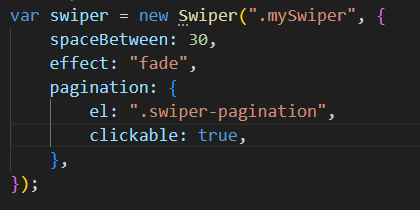 var swiper = new Swiper(".mySwiper", {
    spaceBetween: 30,
    effect: "fade",
    pagination: {
        el: ".swiper-pagination",
        clickable: true,
    },
});